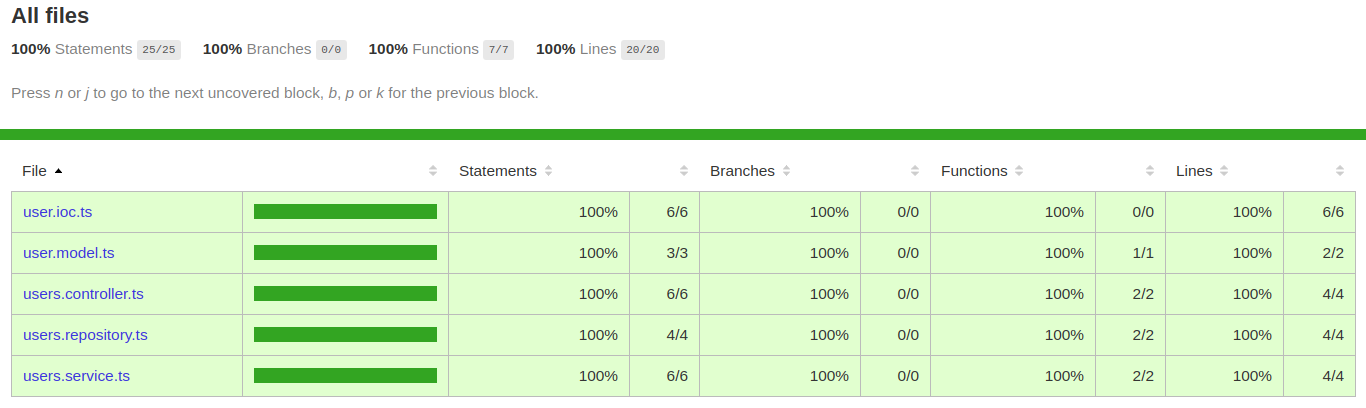 All files
100% Statements 25/25 100% Branches 0/0 100% Functions 7/7 100% Lines 20/20
Press n or j to go to the next uncovered block, b, p or k for the previous block.
File Statements Branches Functions Lines
user.ioc.ts 100% 6/6 100% 0/0 100% 0/0 100% 6/6
user.model.ts 100% 3/3 100% 0/0 100% 1/1 100% 2/2
users.controller.ts 100% 6/6 100% 0/0 100% 2/2 100% 4/4
users.repository.ts 100% 4/4 100% 0/0 100% 2/2 100% 4/4
users.service.ts 100% 6/6 100% 0/0 100% 2/2 100% 4/4